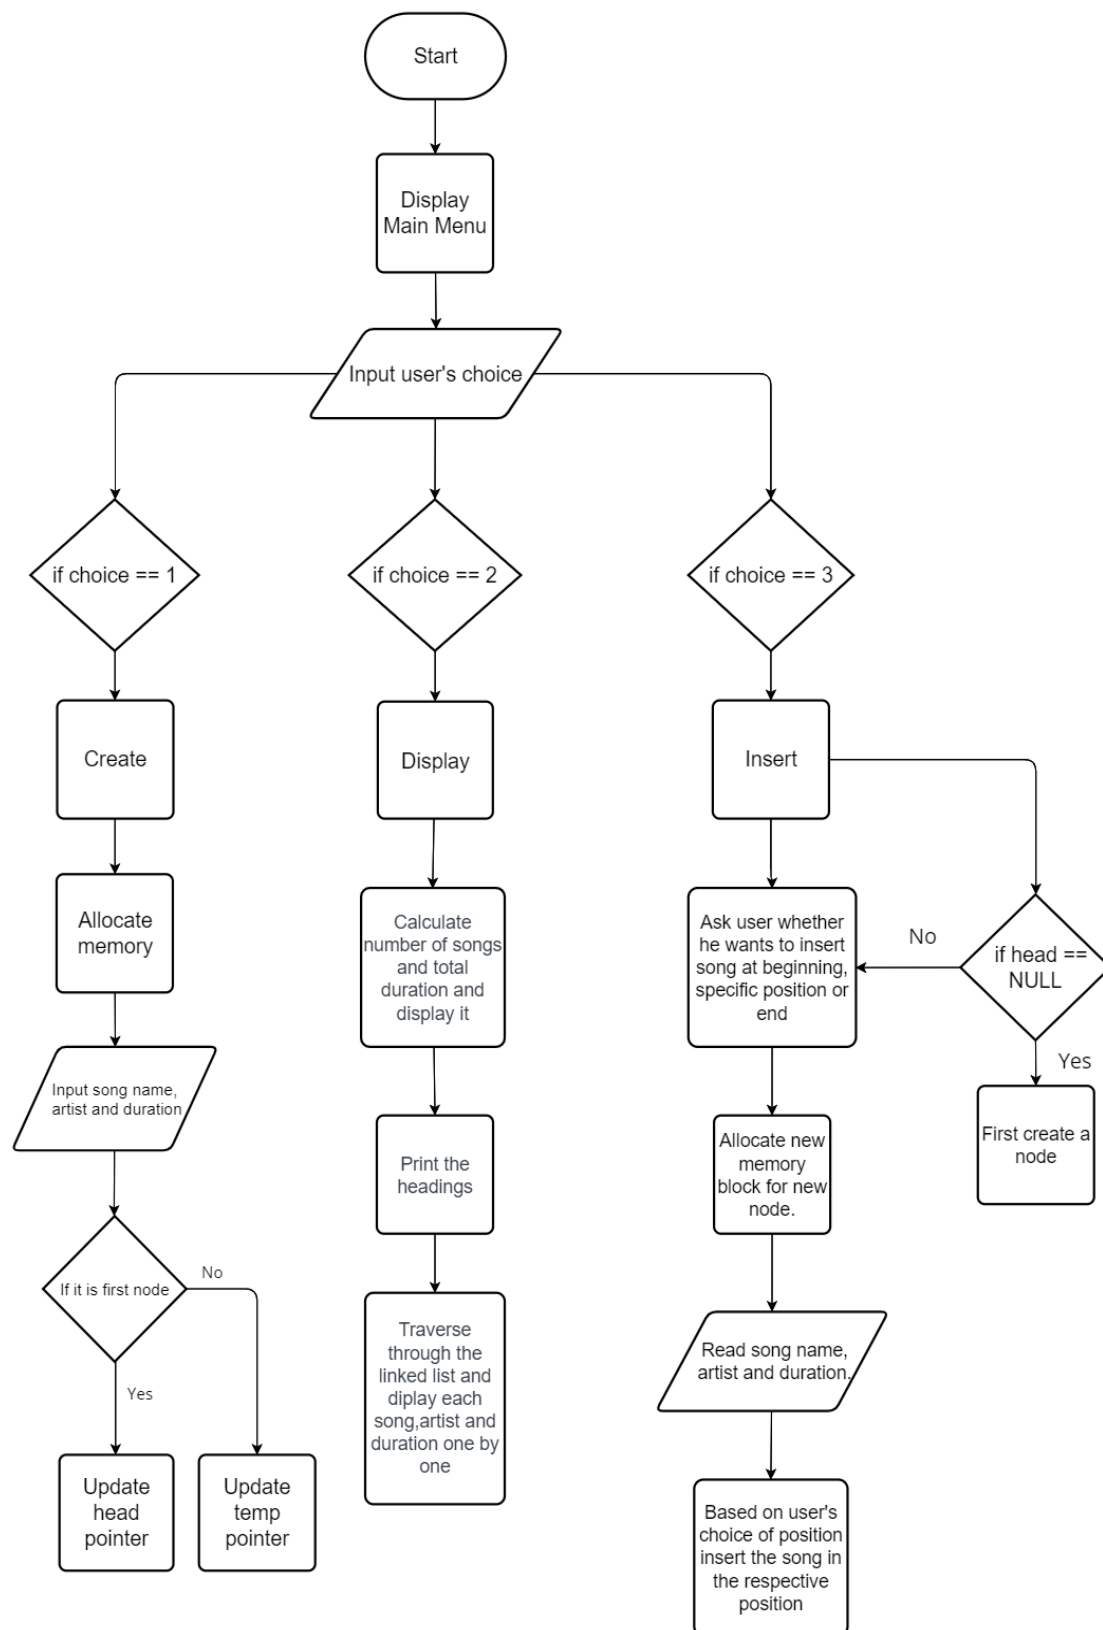 Start
Display
Main Menu
Input user's choice
if choice == 1
if choice == 2
if choice == 3
Create
Display
Insert
Allocate
memory
Calculate
number of songs
and total
duration and
display it
Ask user whether
he wants to insert
song at beginning,
specific position or
end
No
if head ==
NULL
Yes
Input song name,
artist and duration
Print the
headings
Allocate new
memory
block for new
node.
First create a
node
If it is first node
No
Yes
Traverse
through the
linked list and
diplay each
song,artist and
duration one by
one
Read song name,
artist and duration.
Update
head
pointer
Update
temp
pointer
Based on user's
choice of position
insert the song in
the respective
position